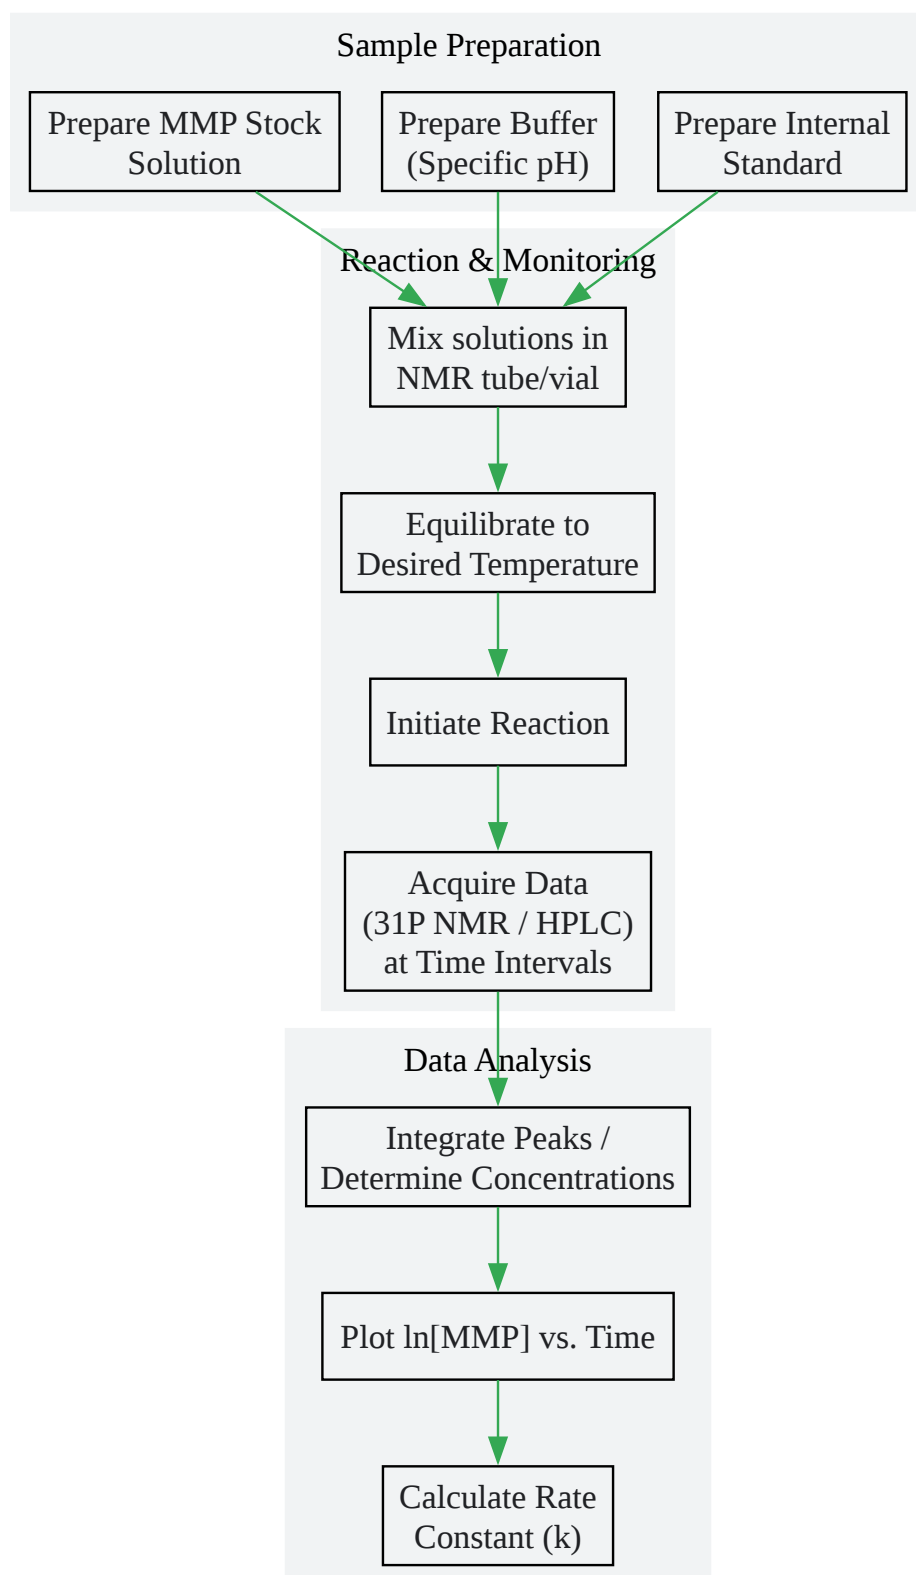 Sample Preparation
Prepare MMP Stock
Solution
Prepare Buffer
(Specific pH)
Prepare Internal
Standard
Reaction & Monitoring
Mix solutions in
NMR tube/vial
Equilibrate to
Desired Temperature
Initiate Reaction
Acquire Data
(31P NMR / HPLC)
at Time Intervals
Data Analysis
Integrate Peaks /
Determine Concentrations
Plot ln[MMP] vs. Time
Calculate Rate
Constant (k)